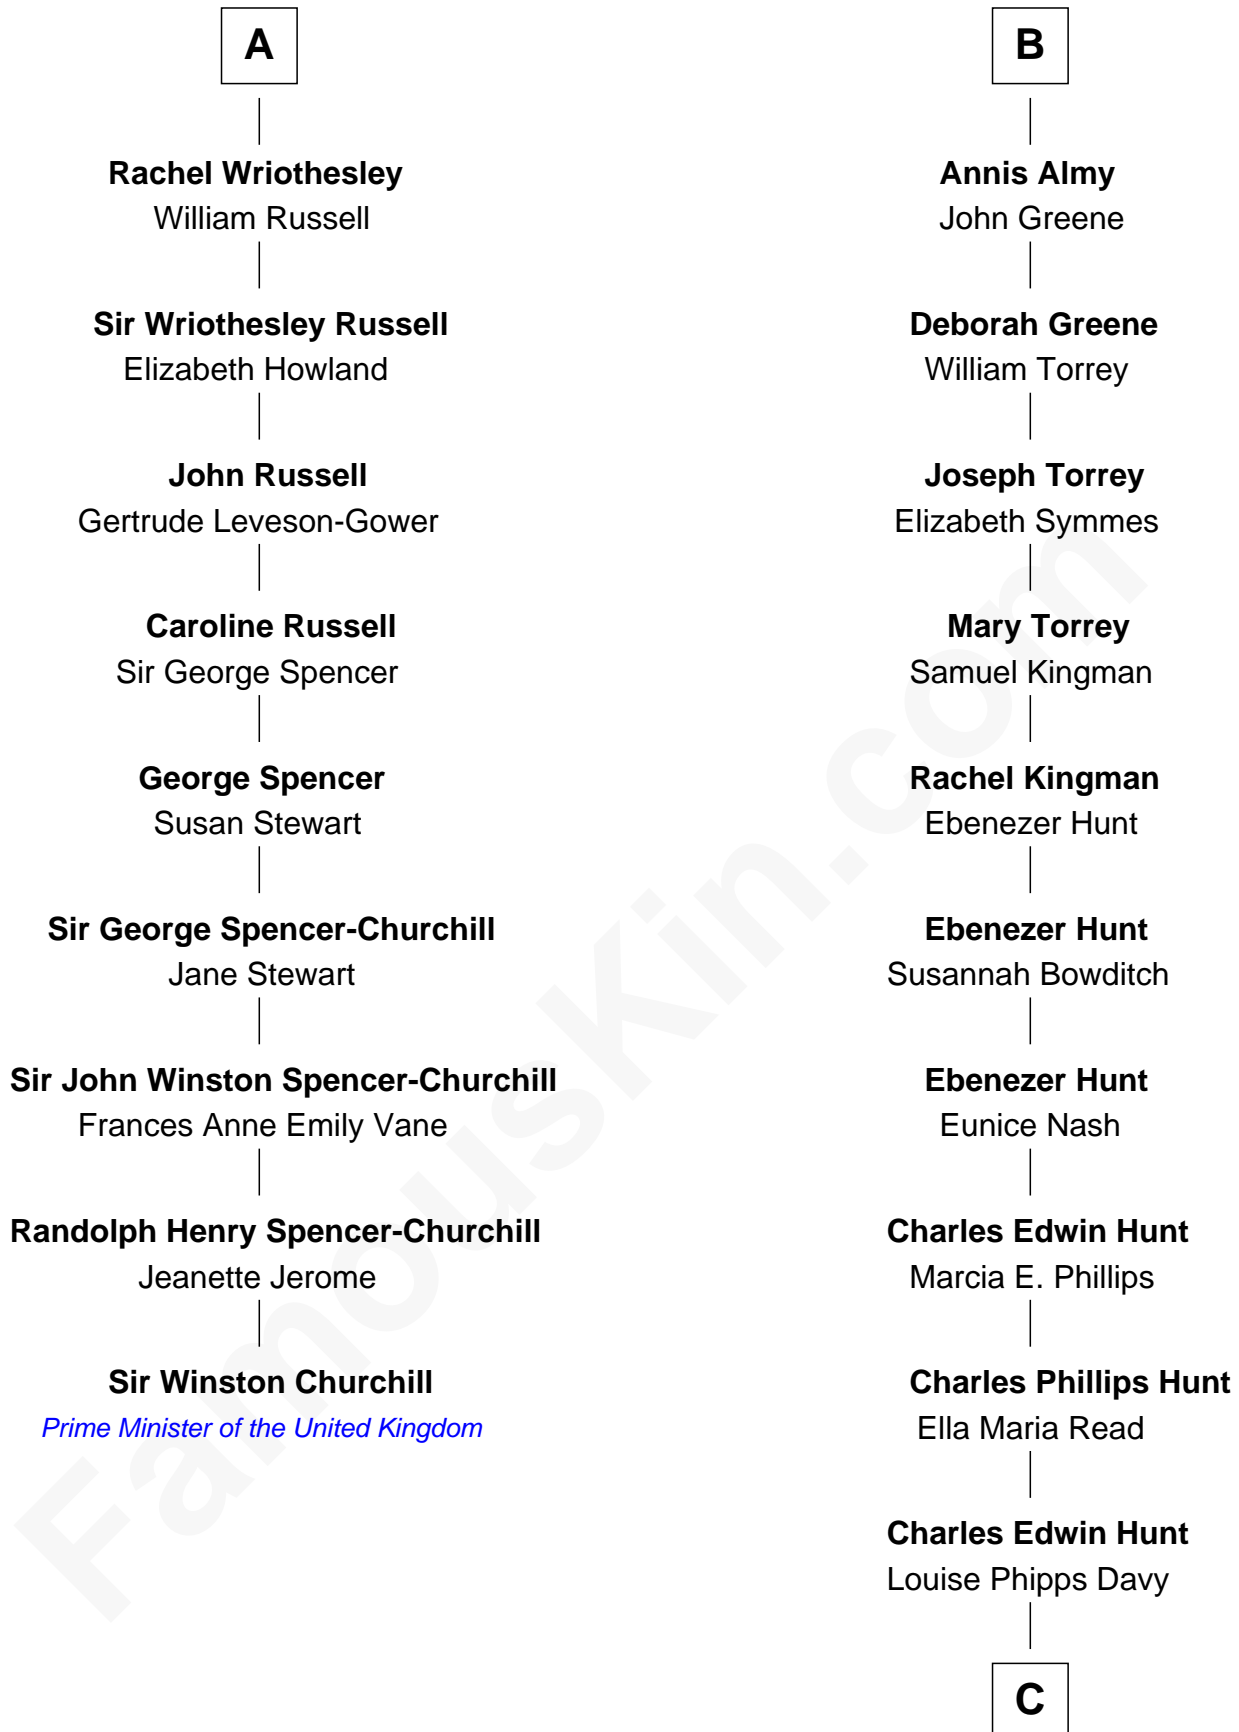 A
Rachel Wriothesley
William Russell
Sir Wriothesley Russell
Elizabeth Howland
John Russell
Gertrude Leveson-Gower
Caroline Russell
Sir George Spencer
George Spencer
Susan Stewart
Sir George Spencer-Churchill
Jane Stewart
Sir John Winston Spencer-Churchill
Frances Anne Emily Vane
Randolph Henry Spencer-Churchill
Jeanette Jerome
Sir Winston Churchill
Prime Minister of the United Kingdom
B
Annis Almy
John Greene
Deborah Greene
William Torrey
Joseph Torrey
Elizabeth Symmes
Mary Torrey
Samuel Kingman
Rachel Kingman
Ebenezer Hunt
Ebenezer Hunt
Susannah Bowditch
Ebenezer Hunt
Eunice Nash
Charles Edwin Hunt
Marcia E. Phillips
Charles Phillips Hunt
Ella Maria Read
Charles Edwin Hunt
Louise Phipps Davy
C
FamousKin.com